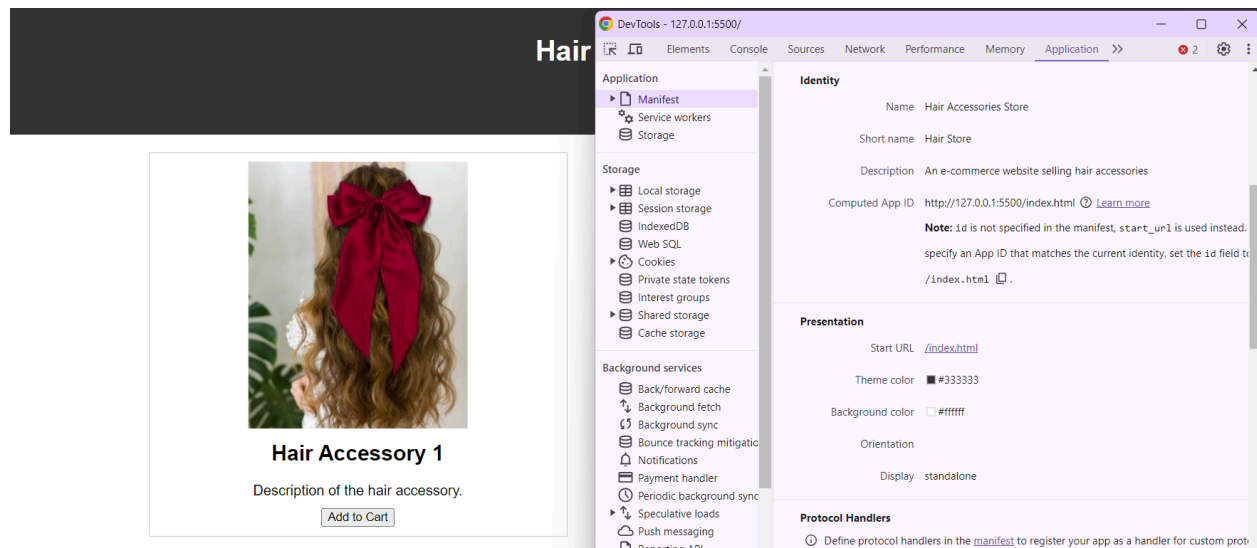 Hair
Hair Accessory 1
Description of the hair accessory.
Add to Cart
DevTools - 127.0.0.1:5500/
Elements Console Sources Network Performance Memory Application 2
Application
Manifest
Service workers
Storage
Storage
Local storage
Session storage
IndexedDB
Web SQL
Cookies
Private state tokens
Interest groups
Shared storage
Cache storage
Background services
Back/forward cache
Background fetch
Background sync
Bounce tracking mitigatic
Notifications
Payment handler
Periodic background sync
Speculative loads
Push messaging
Reporting API
Identity
Name Hair Accessories Store
Short name Hair Store
Description An e-commerce website selling hair accessories
Computed App ID http://127.0.0.1:5500/index.html Learn more
Note: id is not specified in the manifest, start_url is used instead.
specify an App ID that matches the current identity, set the id field to
/index.html .
Presentation
Start URL /index.html
Theme color #333333
Background color #ffffff
Orientation
Display standalone
Protocol Handlers
Define protocol handlers in the manifest to register your app as a handler for custom prot